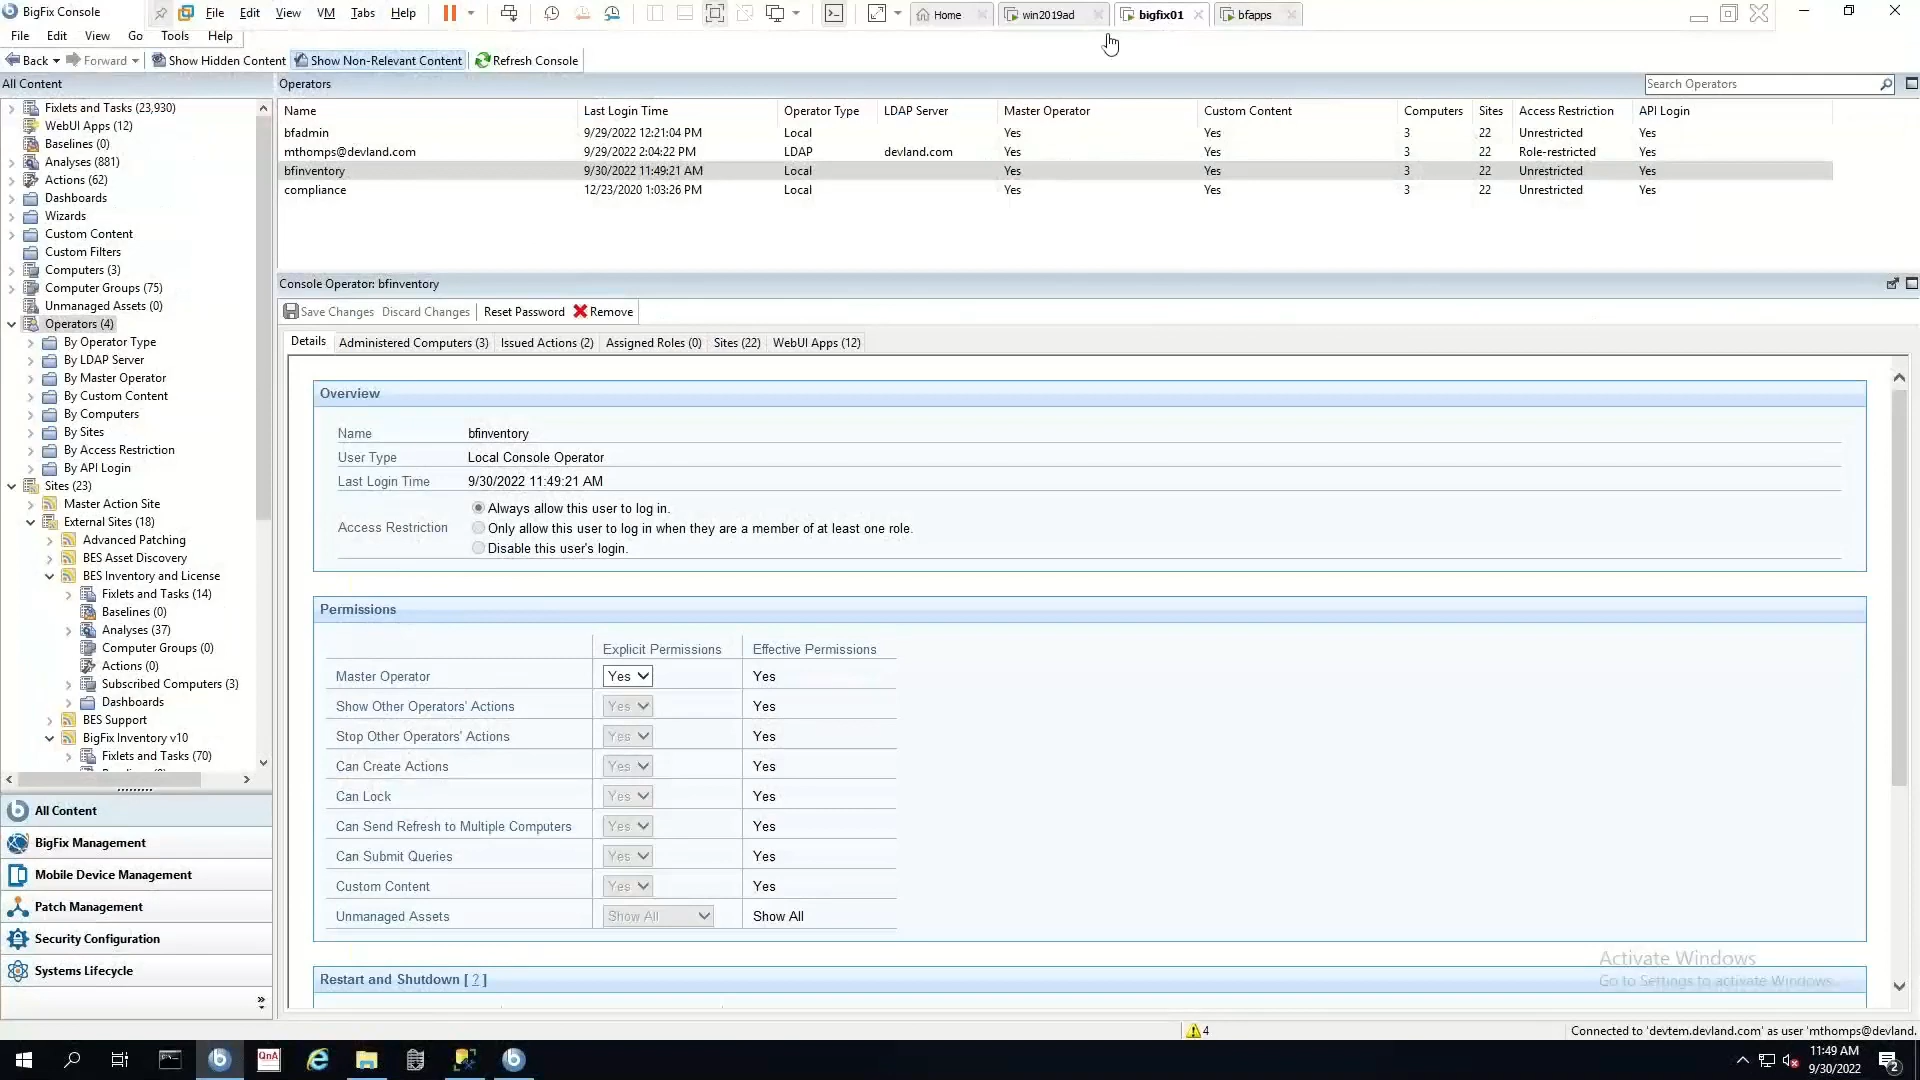 BigFix Console
File Edit View VM Tabs Help
Home
win2019ad
bigfix01
bfapps
File Edit View Go Tools Help
Back Forward Show Hidden Content Show Non-Relevant Content Refresh Console
All Content
Fixlets and Tasks (23,930)
WebUI Apps (12)
Baselines (0)
Analyses (881)
Actions (62)
Dashboards
Wizards
Custom Content
Custom Filters
Computers (3)
Computer Groups (75)
Unmanaged Assets (0)
Operators (4)
By Operator Type
By LDAP Server
By Master Operator
By Custom Content
By Computers
By Sites
By Access Restriction
By API Login
Sites (23)
Master Action Site
External Sites (18)
Advanced Patching
BES Asset Discovery
BES Inventory and License
Fixlets and Tasks (14)
Baselines (0)
Analyses (37)
Computer Groups (0)
Actions (0)
Subscribed Computers (3)
Dashboards
BES Support
BigFix Inventory v10
Fixlets and Tasks (70)
All Content
BigFix Management
Mobile Device Management
Patch Management
Security Configuration
Systems Lifecycle
Operators
Search Operators
Name Last Login Time Operator Type LDAP Server Master Operator Custom Content Computers Sites Access Restriction API Login
bfadmin 9/29/2022 12:21:04 PM Local Yes Yes 3 22 Unrestricted Yes
mthomps@devland.com 9/29/2022 2:04:22 PM LDAP devland.com Yes Yes 3 22 Role-restricted Yes
bfinventory 9/30/2022 11:49:21 AM Local Yes Yes 3 22 Unrestricted Yes
compliance 12/23/2020 1:03:26 PM Local Yes Yes 3 22 Unrestricted Yes
Console Operator: bfinventory
Save Changes Discard Changes Reset Password Remove
Details Administered Computers (3) Issued Actions (2) Assigned Roles (0) Sites (22) WebUI Apps (12)
Overview
Name bfinventory
User Type Local Console Operator
Last Login Time 9/30/2022 11:49:21 AM
Access Restriction
Always allow this user to log in.
Only allow this user to log in when they are a member of at least one role.
Disable this user's login.
Permissions
Explicit Permissions Effective Permissions
Master Operator Yes Yes
Show Other Operators' Actions Yes Yes
Stop Other Operators' Actions Yes Yes
Can Create Actions Yes Yes
Can Lock Yes Yes
Can Send Refresh to Multiple Computers Yes Yes
Can Submit Queries Yes Yes
Custom Content Yes Yes
Unmanaged Assets Show All Show All
Restart and Shutdown [ ? ]
Activate Windows
Go to Settings to activate Windows.
4
Connected to 'devtem.devland.com' as user 'mthomps@devland.
QnA
11:49 AM
9/30/2022
2